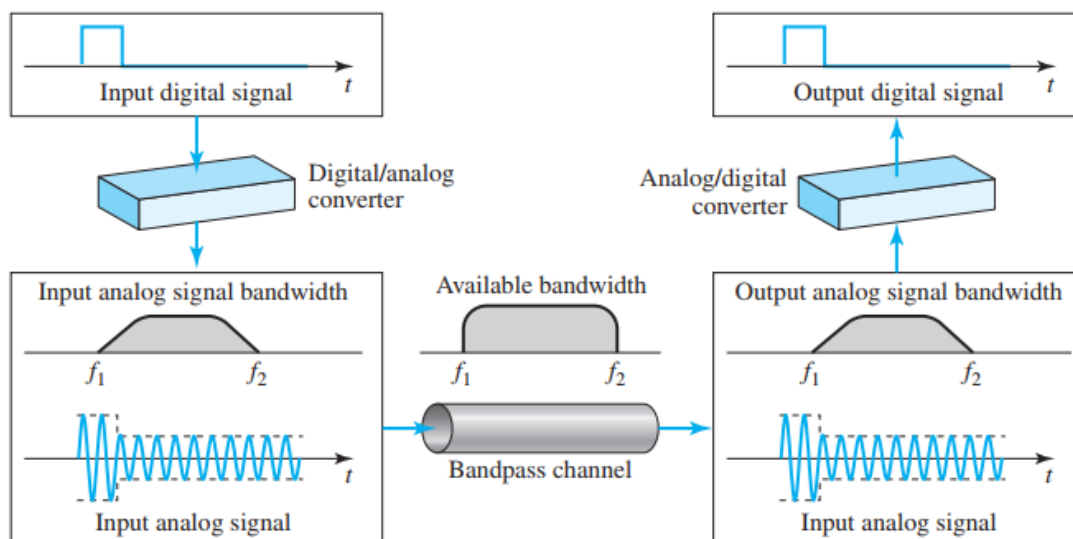 t
Input digital signal
t
Output digital signal
Digital/analog
converter
Analog/digital
converter
Input analog signal bandwidth
f1 f2
t
Input analog signal
Available bandwidth
f1 f2
Bandpass channel
Output analog signal bandwidth
f1 f2
t
Input analog signal